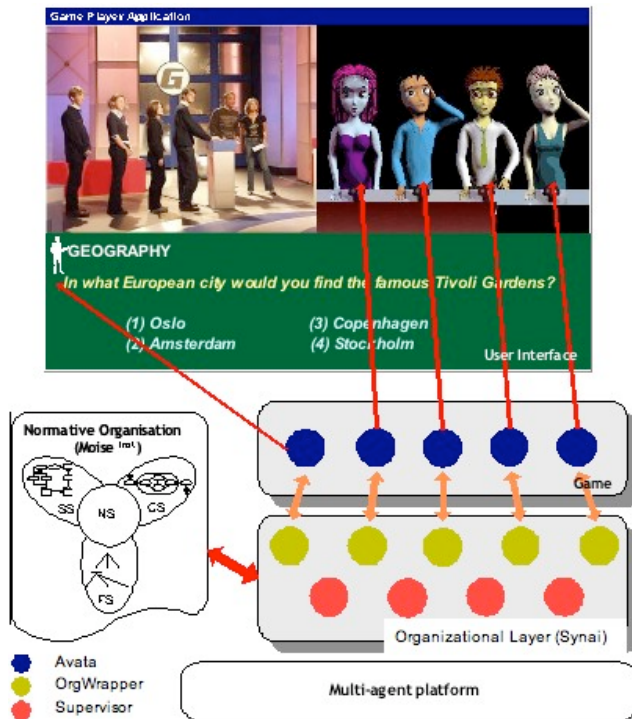 Game Player Application
G
GEOGRAPHY
In what European city would you find the famous Tivoli Gardens?
(1) Oslo
(3) Copenhagen
(2) Amsterdam
(4) Stockholm
User Interface
Normative Organisation
(Moise Inst)
SS
NS
CS
FS
Game
Organizational Layer (Synai)
Avata
OrgWrapper
Supervisor
Multi-agent platform